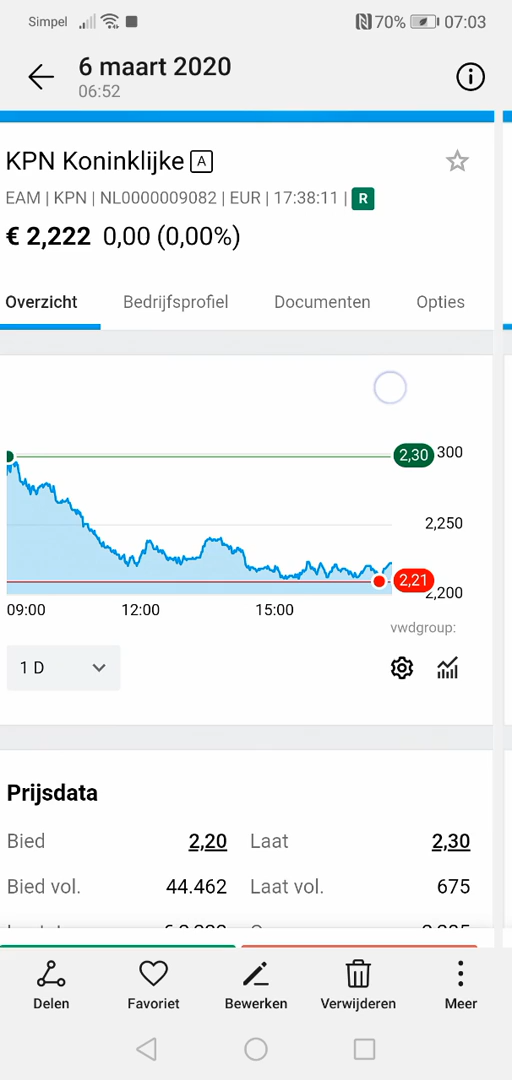 Simpel 70% 07:03
6 maart 2020
06:52
KPN Koninklijke A
EAM | KPN | NL0000009082 | EUR | 17:38:11 | R
€ 2,222 0,00 (0,00%)
Overzicht Bedrijfsprofiel Documenten Opties
2,30 300
2,250
2,21
2,200
09:00 12:00 15:00
vwdgroup:
1 D
Prijsdata
Bied 2,20 Laat 2,30
Bied vol. 44.462 Laat vol. 675
Delen Favoriet Bewerken Verwijderen Meer